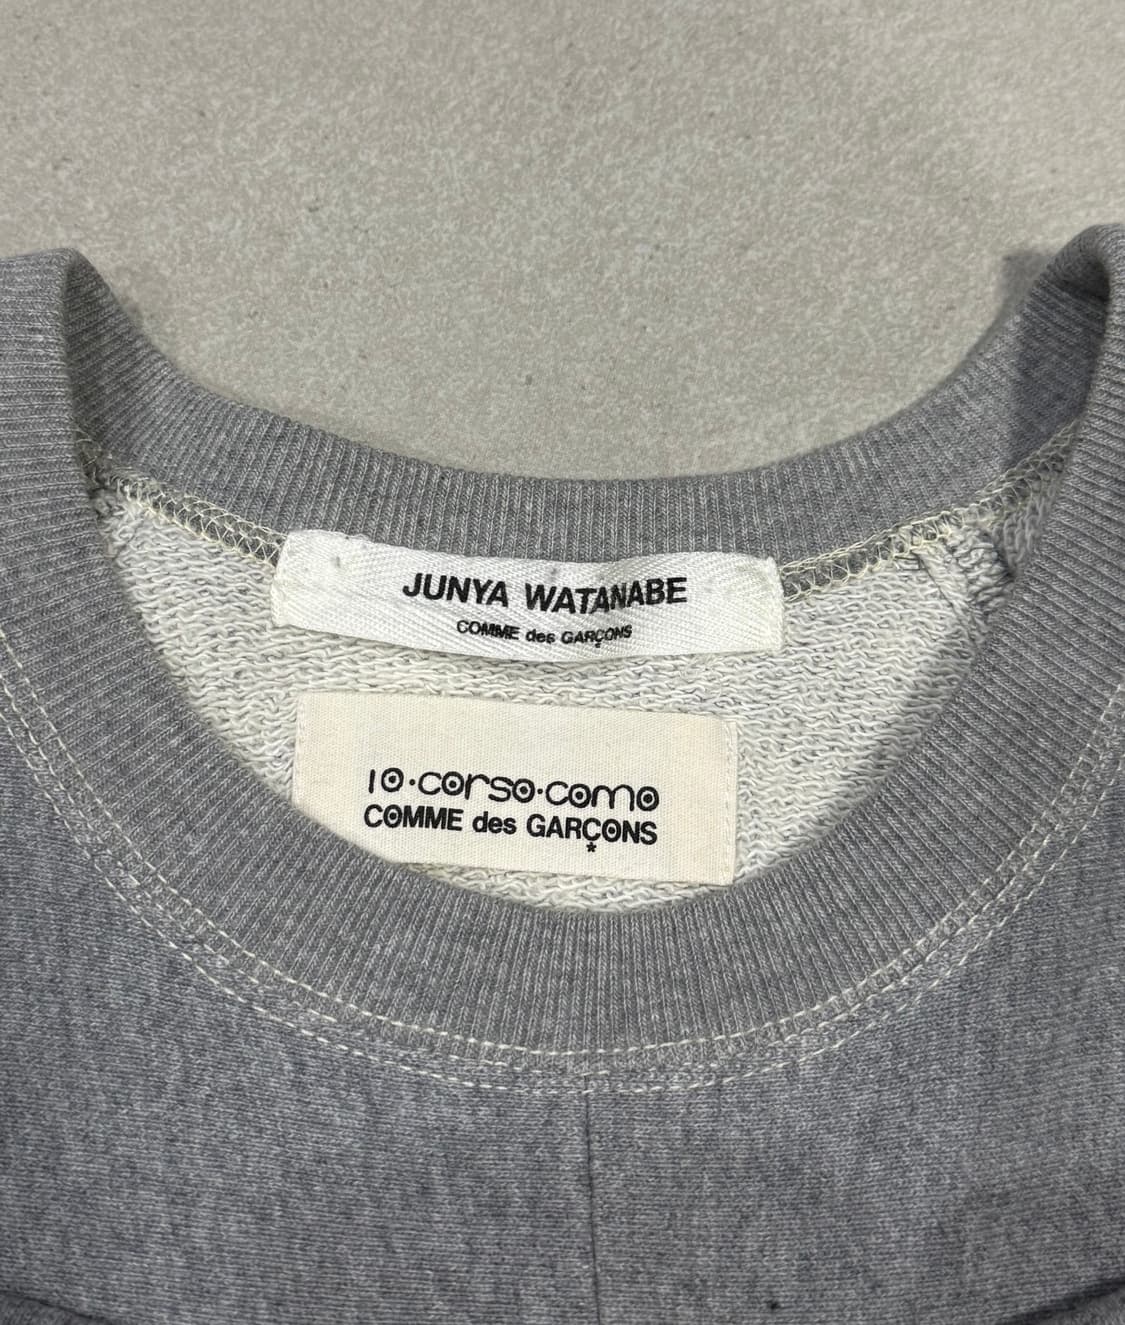 JUNYA WATANABE
COMME des GARÇONS
10·corso·como
COMME des GARÇONS
*